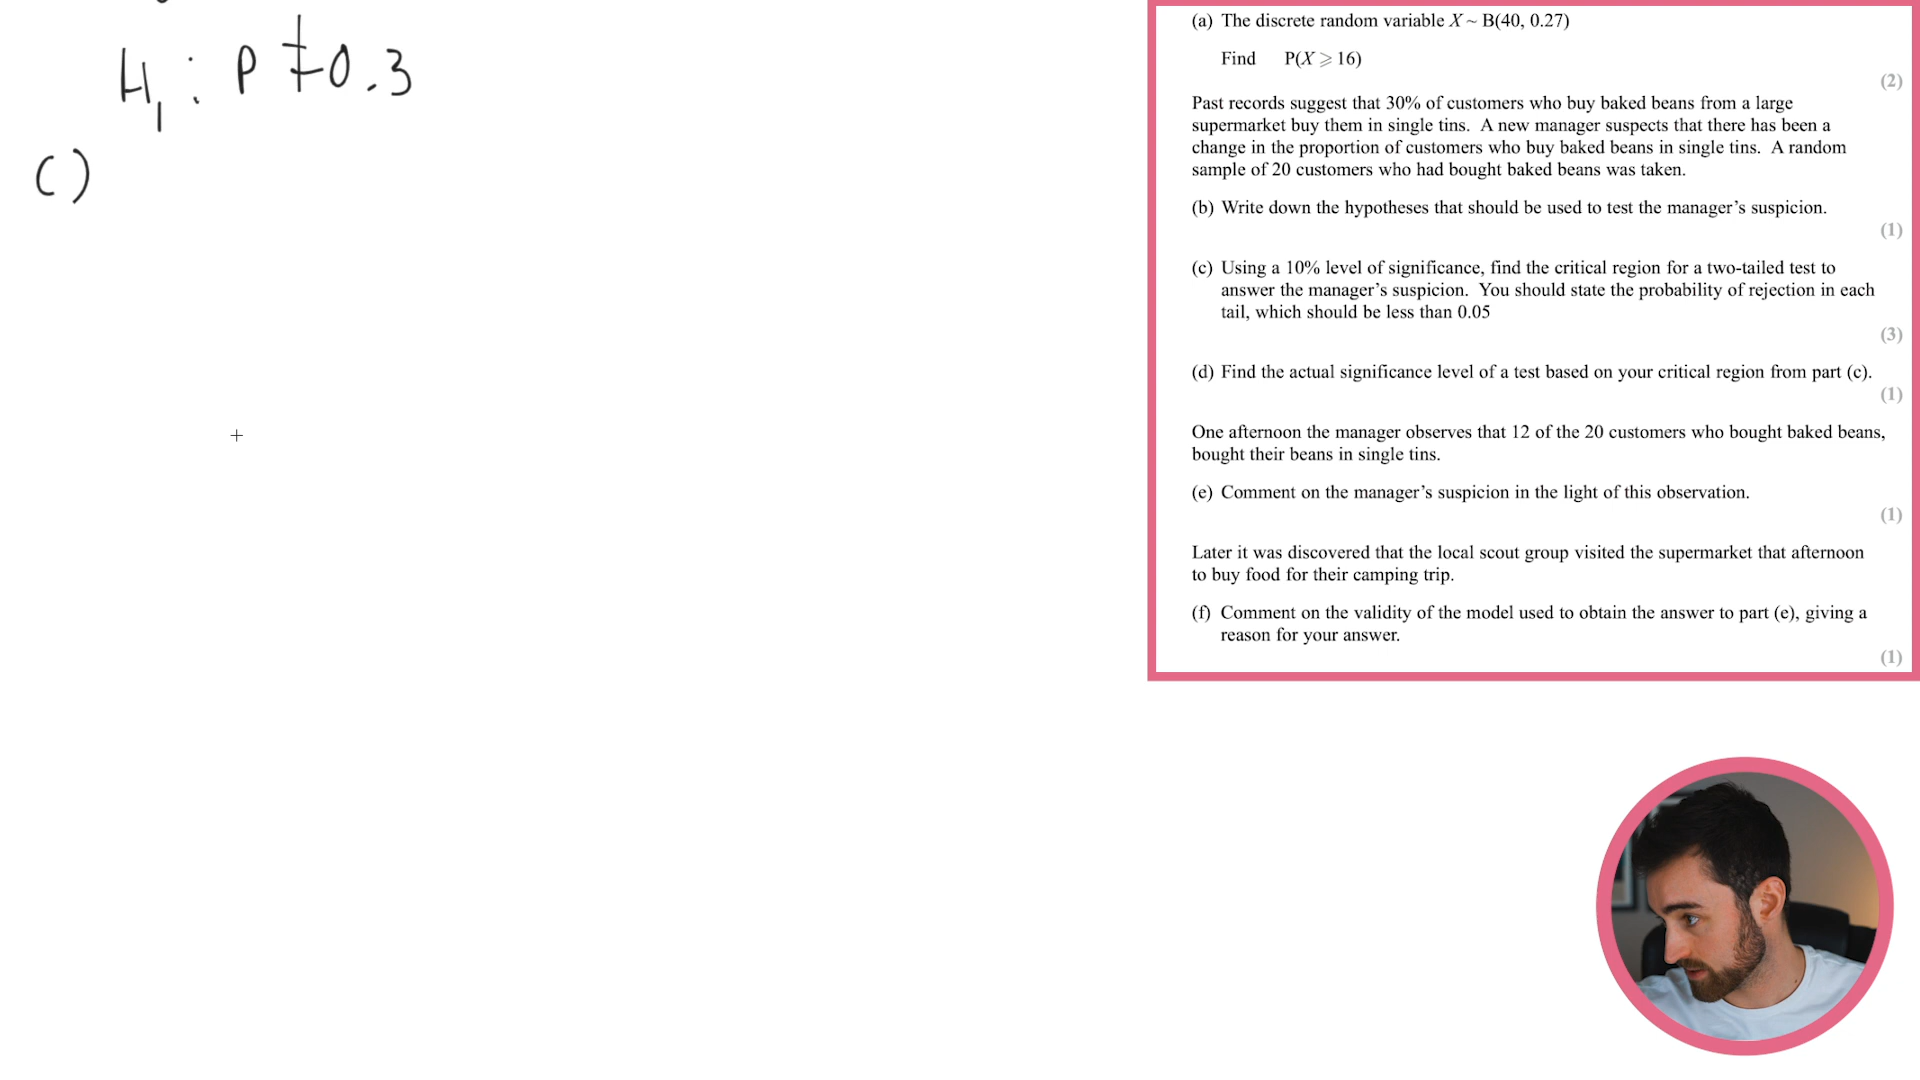 H₁ : P ≠ 0.3
c)
(a) The discrete random variable X ~ B(40, 0.27)
Find P(X ⩾ 16)
(2)
Past records suggest that 30% of customers who buy baked beans from a large
supermarket buy them in single tins. A new manager suspects that there has been a
change in the proportion of customers who buy baked beans in single tins. A random
sample of 20 customers who had bought baked beans was taken.
(b) Write down the hypotheses that should be used to test the manager’s suspicion.
(1)
(c) Using a 10% level of significance, find the critical region for a two-tailed test to
answer the manager’s suspicion. You should state the probability of rejection in each
tail, which should be less than 0.05
(3)
(d) Find the actual significance level of a test based on your critical region from part (c).
(1)
One afternoon the manager observes that 12 of the 20 customers who bought baked beans,
bought their beans in single tins.
(e) Comment on the manager’s suspicion in the light of this observation.
(1)
Later it was discovered that the local scout group visited the supermarket that afternoon
to buy food for their camping trip.
(f) Comment on the validity of the model used to obtain the answer to part (e), giving a
reason for your answer.
(1)